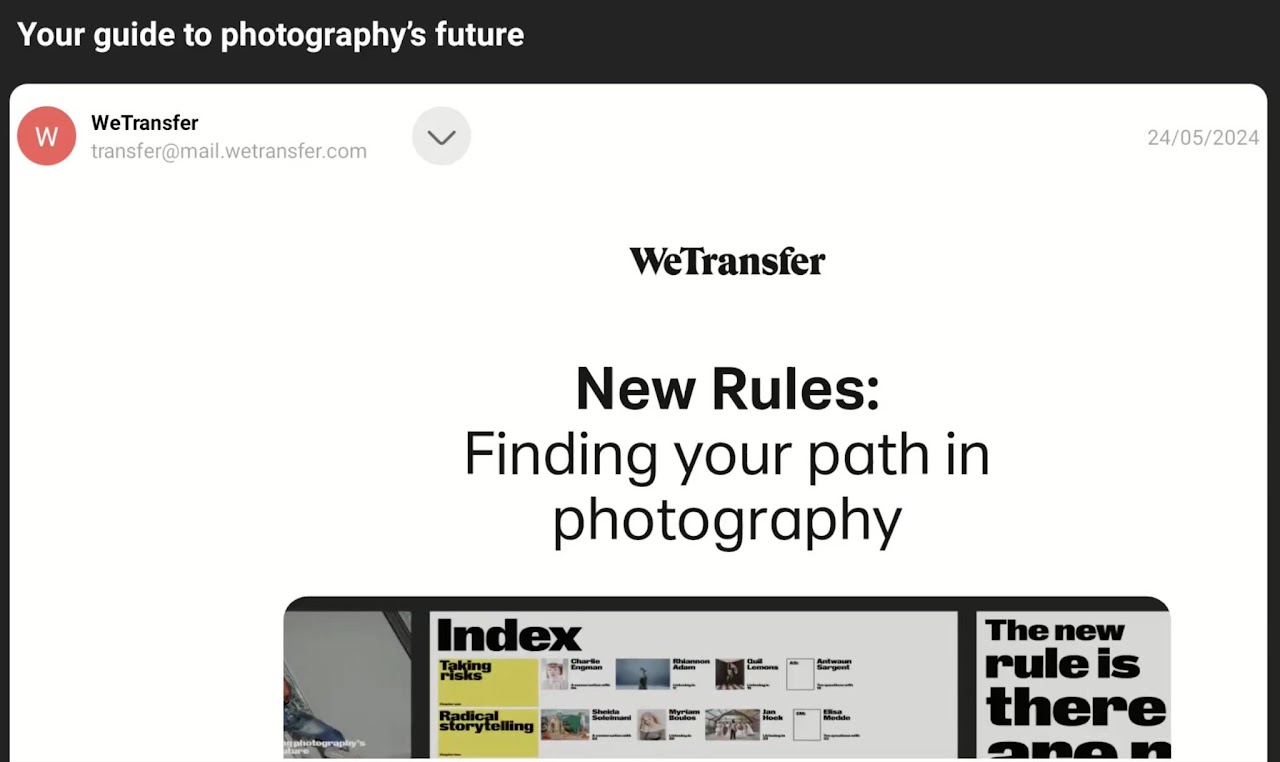 Your guide to photography's future
W
WeTransfer
transfer@mail.wetransfer.com
24/05/2024
WeTransfer
New Rules:
Finding your path in
photography
Index
Taking
risks
Charlie
Engman
Rhiannon
Adam
Quil
Lemons
Antwaun
Sargent
Radical
storytelling
Sheida
Soleimani
Myriam
Boulos
Jan
Hoek
Elisa
Medde
photography's
The new
rule is
there
are n